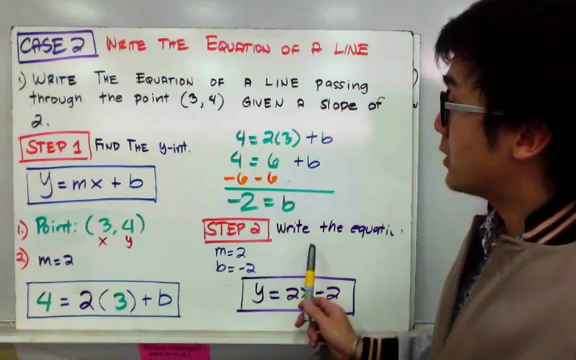 CASE 2 WRITE THE EQUATION OF A LINE
1.) WRITE THE EQUATION OF A LINE passing
through the point (3,4) GIVEN A SLOPE OF
2.
STEP 1 FIND THE y-int.
y = mx + b
1.) Point: (3,4)
x y
2.) m = 2
4 = 2(3) + b
4 = 2(3) + b
4 = 6 + b
-6 -6
-2 = b
STEP 2 Write the equati
m = 2
b = -2
y = 2x - 2